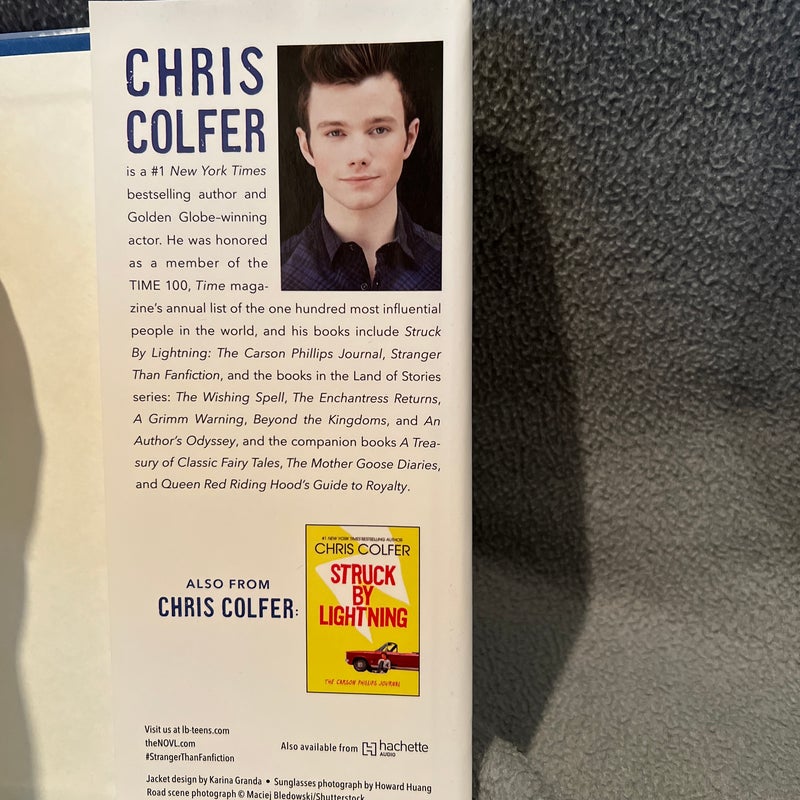 CHRIS
COLFER
is a #1 New York Times
bestselling author and
Golden Globe–winning
actor. He was honored
as a member of the
TIME 100, Time maga-
zine's annual list of the one hundred most influential
people in the world, and his books include Struck
By Lightning: The Carson Phillips Journal, Stranger
Than Fanfiction, and the books in the Land of Stories
series: The Wishing Spell, The Enchantress Returns,
A Grimm Warning, Beyond the Kingdoms, and An
Author's Odyssey, and the companion books A Trea-
sury of Classic Fairy Tales, The Mother Goose Diaries,
and Queen Red Riding Hood's Guide to Royalty.
ALSO FROM
CHRIS COLFER:
#1 NEW YORK TIMES BESTSELLING AUTHOR
CHRIS COLFER
STRUCK
BY
LIGHTNING
THE CARSON PHILLIPS JOURNAL
Visit us at lb-teens.com
theNOVL.com
#StrangerThanFanfiction
Also available from hachette
AUDIO
Jacket design by Karina Granda • Sunglasses photograph by Howard Huang
Road scene photograph © Maciej Bledowski/Shutterstock